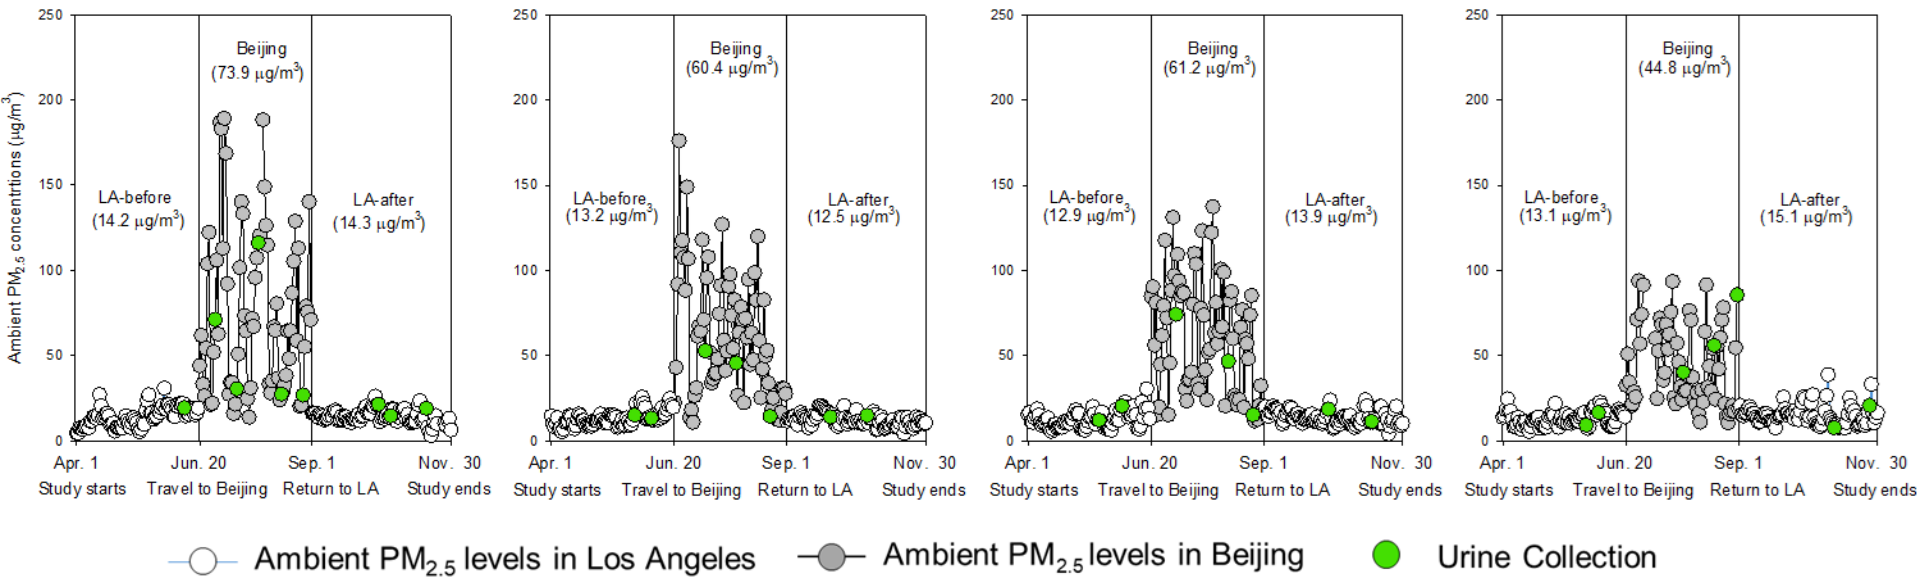 Ambient PM2.5 concentrtions (μg/m3)
250
200
150
100
50
0
Beijing
(73.9 μg/m3)
LA-before
(14.2 μg/m3)
LA-after
(14.3 μg/m3)
Apr. 1 Jun. 20 Sep. 1 Nov. 30
Study starts Travel to Beijing Return to LA Study ends
250
200
150
100
50
0
Beijing
(60.4 μg/m3)
LA-before
(13.2 μg/m3)
LA-after
(12.5 μg/m3)
Apr. 1 Jun. 20 Sep. 1 Nov. 30
Study starts Travel to Beijing Return to LA Study ends
250
200
150
100
50
0
Beijing
(61.2 μg/m3)
LA-before
(12.9 μg/m3)
LA-after
(13.9 μg/m3)
Apr. 1 Jun. 20 Sep. 1 Nov. 30
Study starts Travel to Beijing Return to LA Study ends
250
200
150
100
50
0
Beijing
(44.8 μg/m3)
LA-before
(13.1 μg/m3)
LA-after
(15.1 μg/m3)
Apr. 1 Jun. 20 Sep. 1 Nov. 30
Study starts Travel to Beijing Return to LA Study ends
Ambient PM2.5 levels in Los Angeles Ambient PM2.5 levels in Beijing Urine Collection